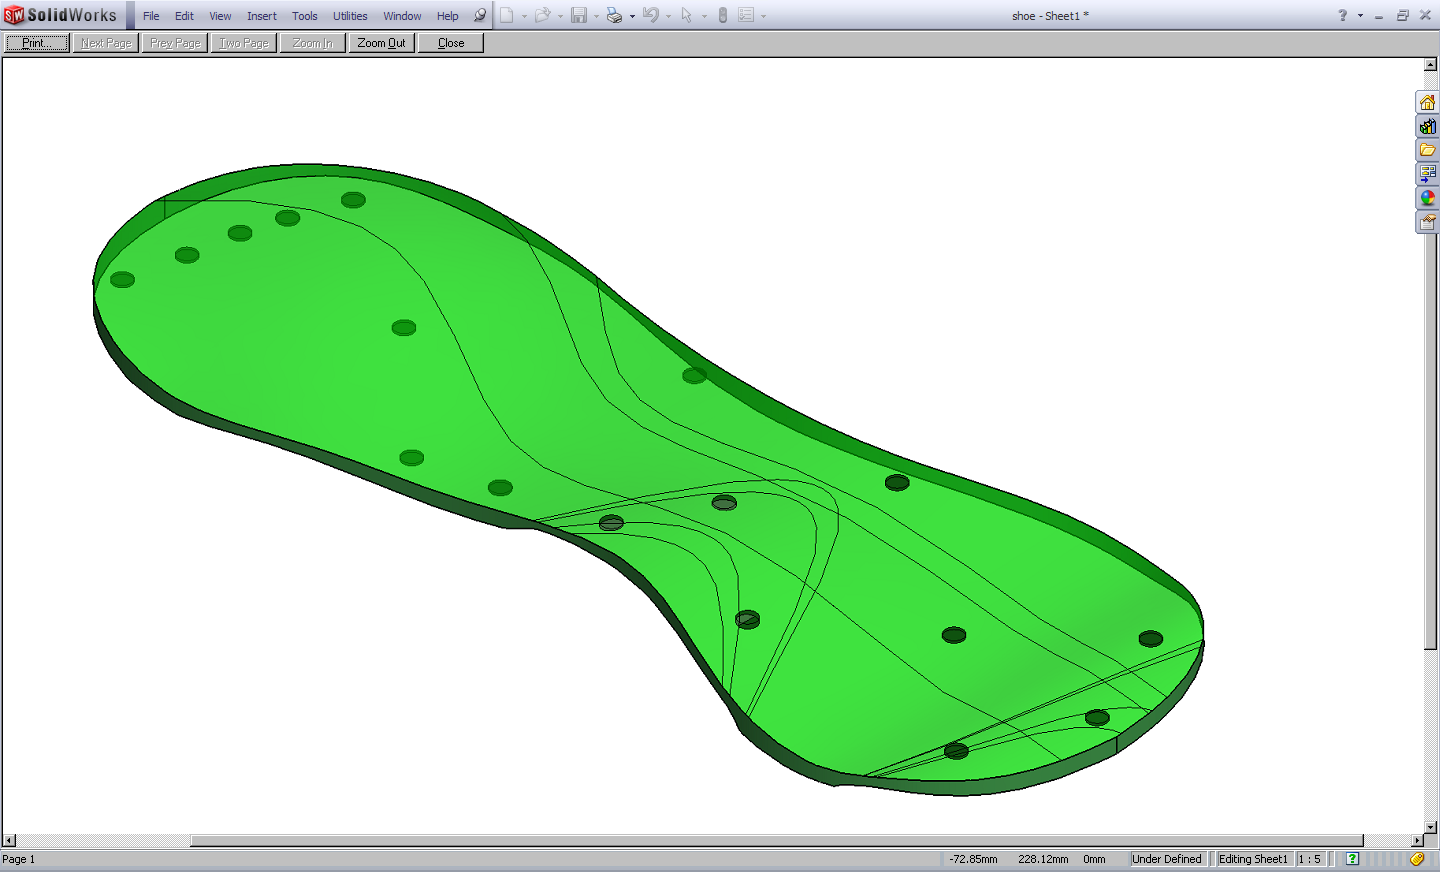 SW SolidWorks File Edit View Insert Tools Utilities Window Help shoe - Sheet1 * ?
Print... Next Page Prev Page Two Page Zoom In Zoom Out Close
Page 1 -72.85mm 228.12mm 0mm Under Defined Editing Sheet1 1 : 5 ?